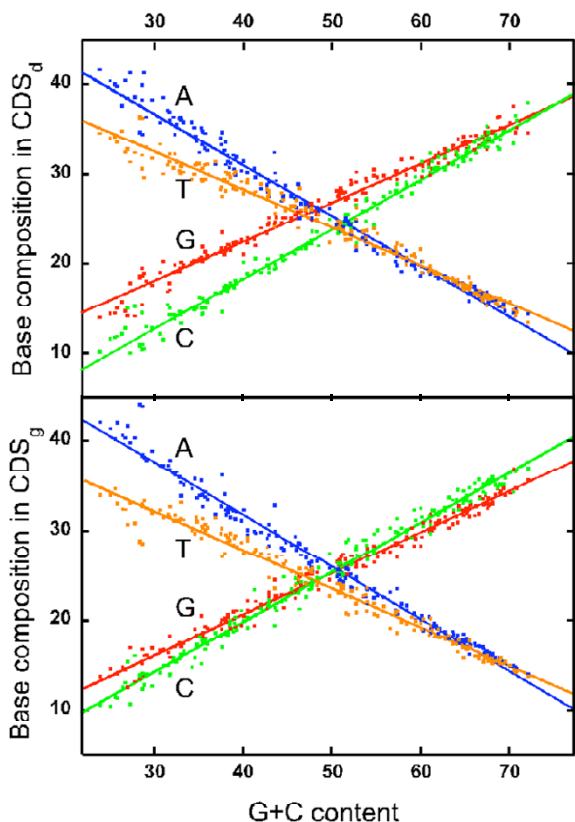 30 40 50 60 70
Base composition in CDSd
40
30
20
10
A
T
G
C
Base composition in CDSg
40
30
20
10
A
T
G
C
30 40 50 60 70
G+C content